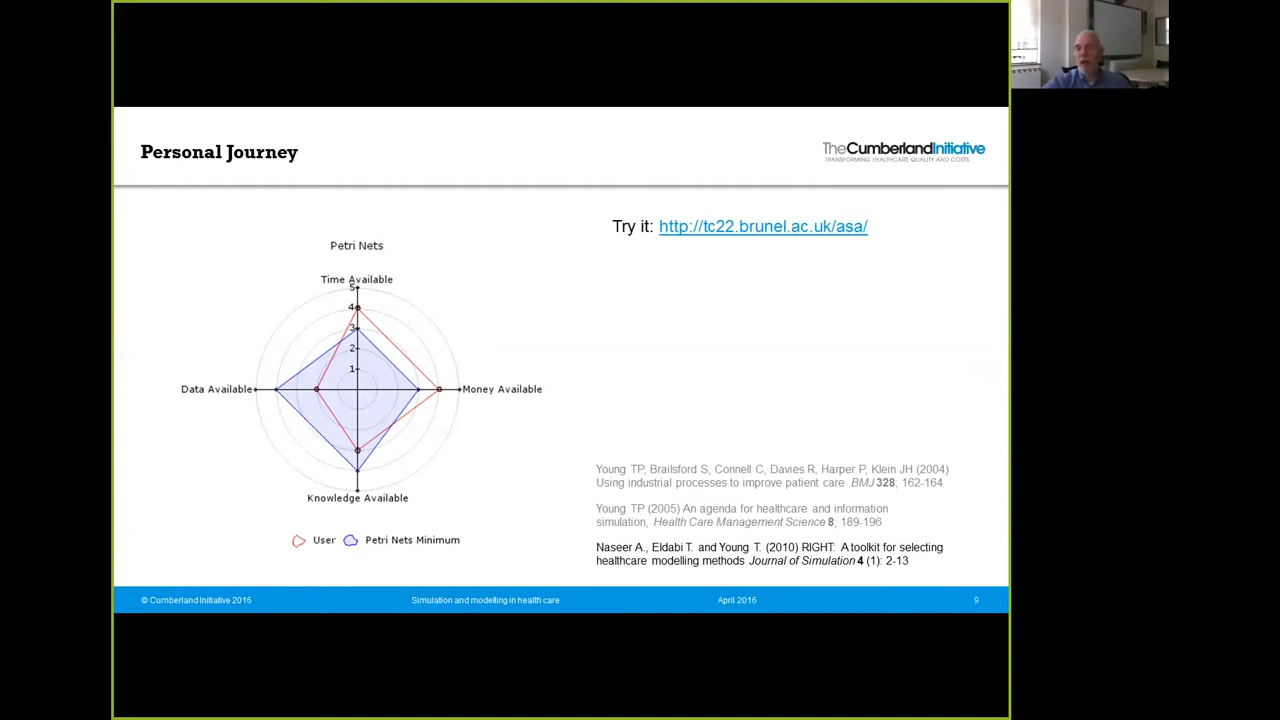 Personal Journey
TheCumberlandInitiative
TRANSFORMING HEALTHCARE QUALITY AND COSTS
Try it: http://tc22.brunel.ac.uk/asa/
Petri Nets
Time Available
5
4
3
2
1
Data Available
Money Available
Knowledge Available
User
Petri Nets Minimum
Young TP, Brailsford S, Connell C, Davies R, Harper P, Klein JH (2004)
Using industrial processes to improve patient care BMJ 328; 162-164
Young TP (2005) An agenda for healthcare and information
simulation, Health Care Management Science 8, 189-196
Naseer A., Eldabi T. and Young T. (2010) RIGHT: A toolkit for selecting
healthcare modelling methods Journal of Simulation 4 (1): 2-13
© Cumberland Initiative 2016
Simulation and modelling in health care
April 2016
9